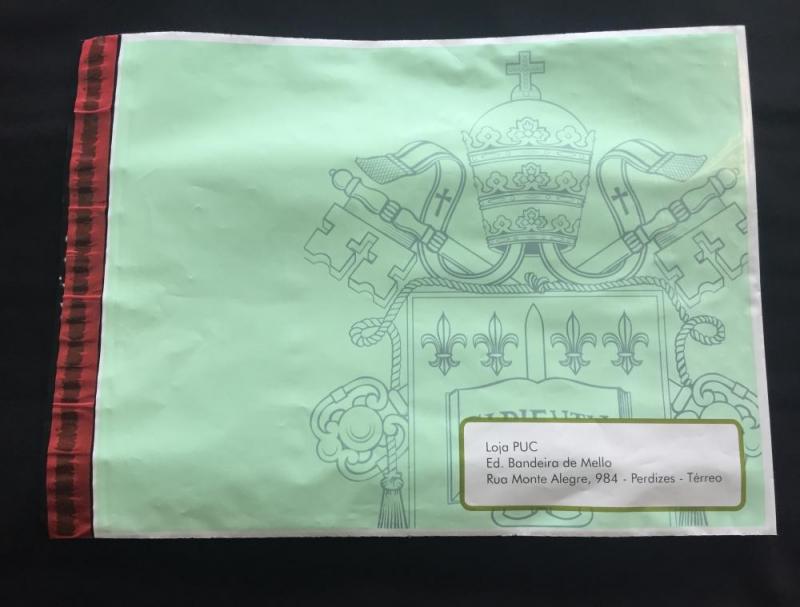 Loja PUC
Ed. Bandeira de Mello
Rua Monte Alegre, 984 - Perdizes - Térreo